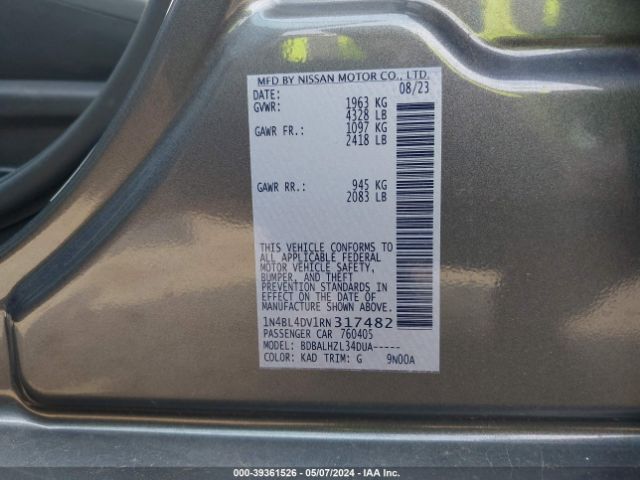 MFD BY NISSAN MOTOR CO., LTD.
DATE: 08/23
GVWR: 1963 KG
4328 LB
GAWR FR.: 1097 KG
2418 LB
GAWR RR.: 945 KG
2083 LB
THIS VEHICLE CONFORMS TO
ALL APPLICABLE FEDERAL
MOTOR VEHICLE SAFETY,
BUMPER, AND THEFT
PREVENTION STANDARDS IN
EFFECT ON THE DATE OF
MANUFACTURE SHOWN ABOVE.
1N4BL4DV1RN317482
PASSENGER CAR 760405
MODEL: BDBALHZL34DUA-----
COLOR: KAD TRIM: G 9N00A
000-39361526 - 05/07/2024 - IAA Inc.